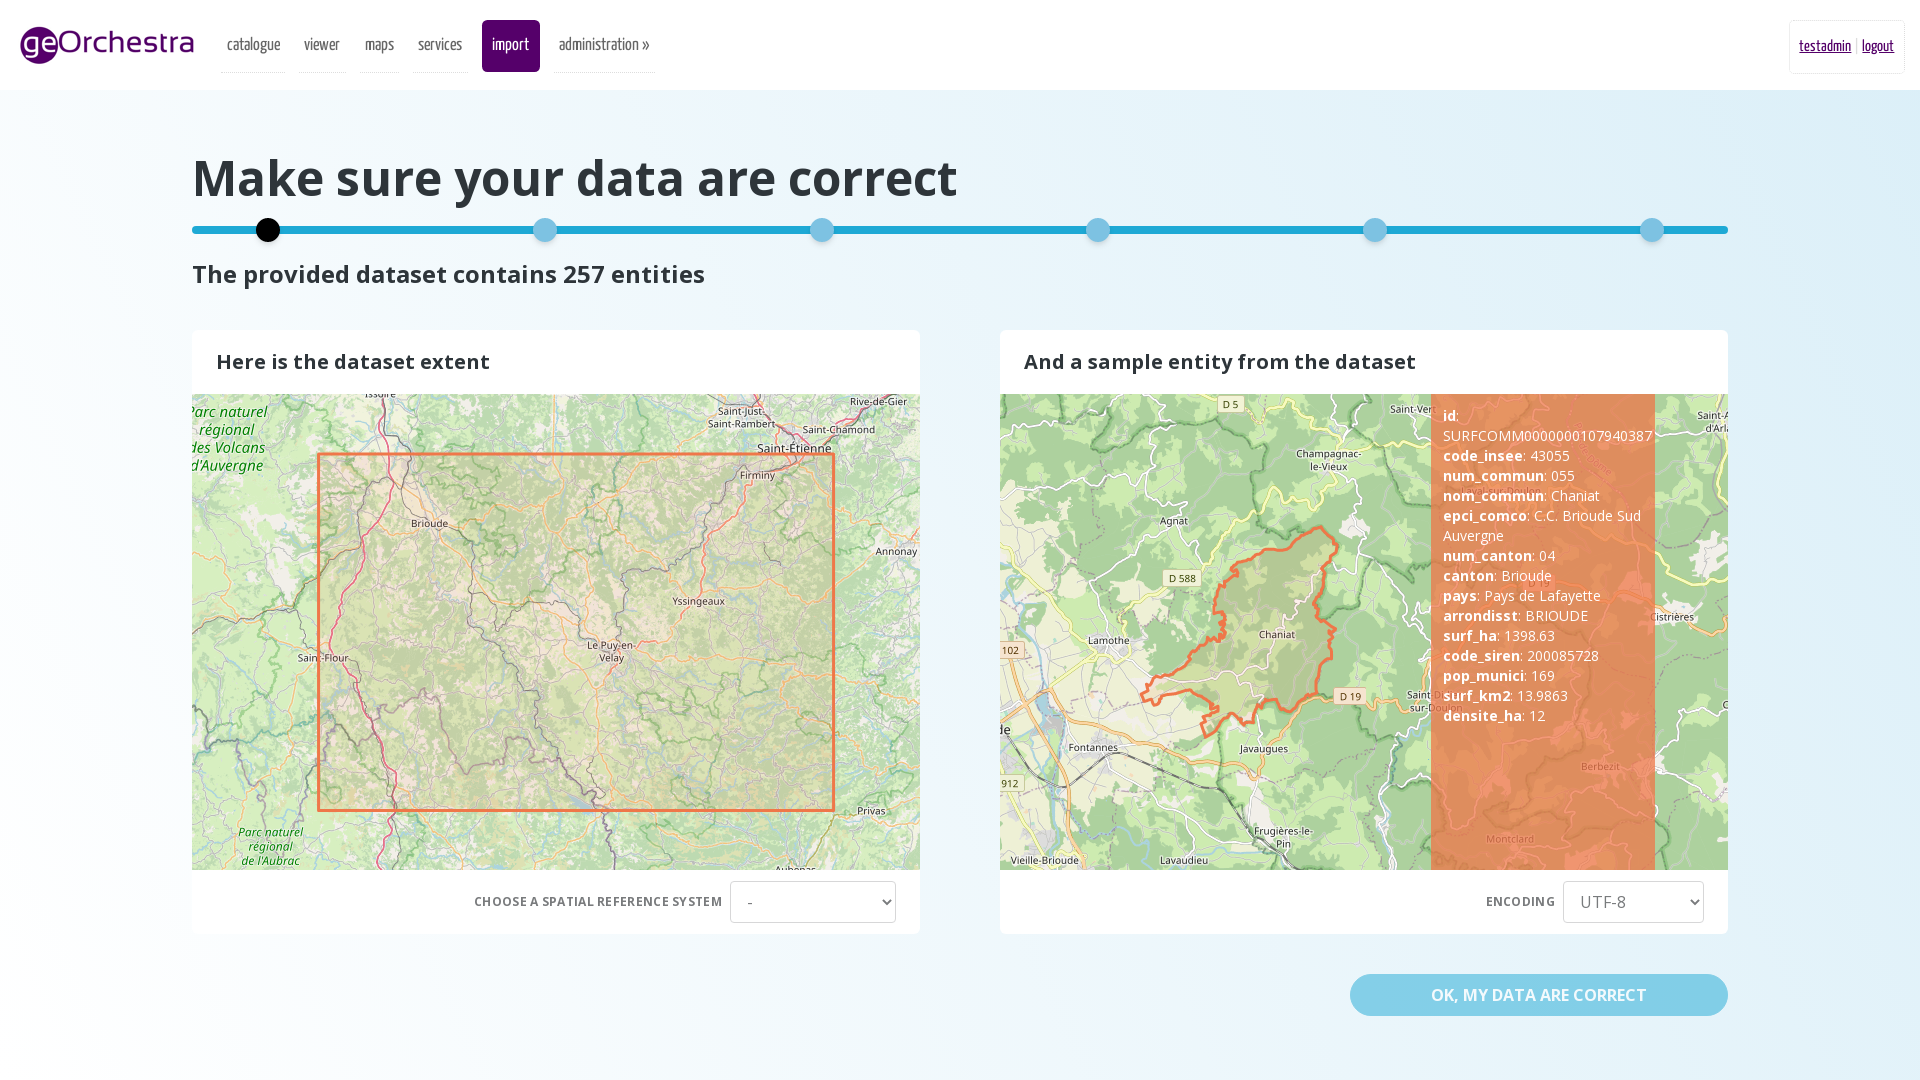 geOrchestra
catalogue
viewer
maps
services
import
administration »
testadmin
logout
Make sure your data are correct
The provided dataset contains 257 entities
Here is the dataset extent
Parc naturel
régional
des Volcans
d'Auvergne
Issoire
Saint-Just-
Saint-Rambert
Rive-de-Gier
Saint-Chamond
Saint-Étienne
Firminy
Brioude
Annonay
Yssingeaux
Le Puy-en-
Velay
Saint-Flour
Privas
Parc naturel
régional
de l'Aubrac
Aubenas
CHOOSE A SPATIAL REFERENCE SYSTEM
-
And a sample entity from the dataset
D 5
Saint-Vert
Champagnac-
le-Vieux
Agnat
D 588
Lamothe
Chaniat
102
D 19
Javaugues
Fontannes
912
Frugières-le-
Pin
Vieille-Brioude
Lavaudieu
Cistrières
Berbezit
Montclard
id:
SURFCOMM0000000107940387
code_insee: 43055
num_commun: 055
nom_commun: Chaniat
epci_comco: C.C. Brioude Sud
Auvergne
num_canton: 04
canton: Brioude
pays: Pays de Lafayette
arrondisst: BRIOUDE
surf_ha: 1398.63
code_siren: 200085728
pop_munici: 169
surf_km2: 13.9863
densite_ha: 12
ENCODING
UTF-8
OK, MY DATA ARE CORRECT